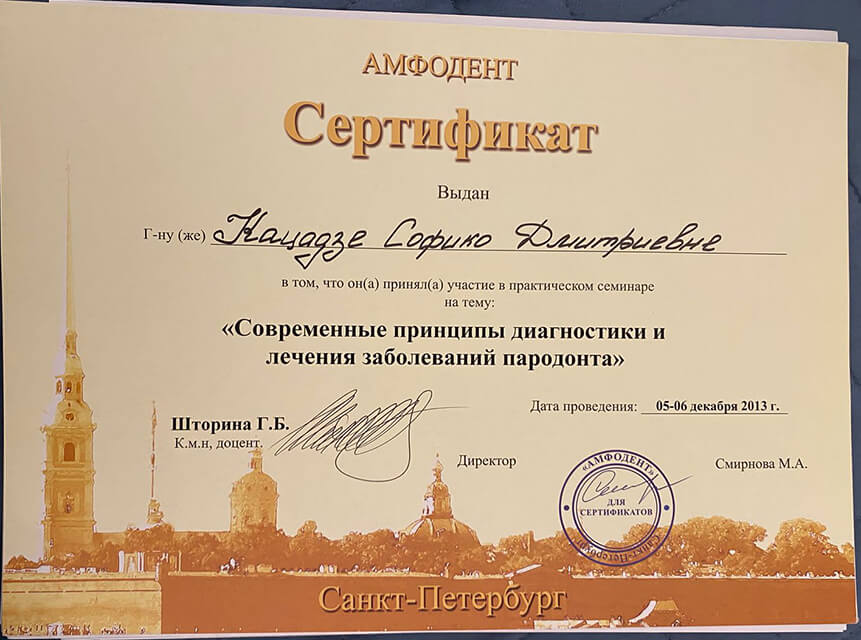 АМФОДЕНТ
Сертификат
Выдан
Г-ну (же) Кацадзе Софико Дмитриевне
в том, что он(а) принял(а) участие в практическом семинаре
на тему:
«Современные принципы диагностики и
лечения заболеваний пародонта»
Дата проведения: 05-06 декабря 2013 г.
Шторина Г.Б.
К.м.н, доцент.
Директор
Смирнова М.А.
«АМФОДЕНТ»
ДЛЯ
СЕРТИФИКАТОВ
Санкт-Петербург
Санкт-Петербург